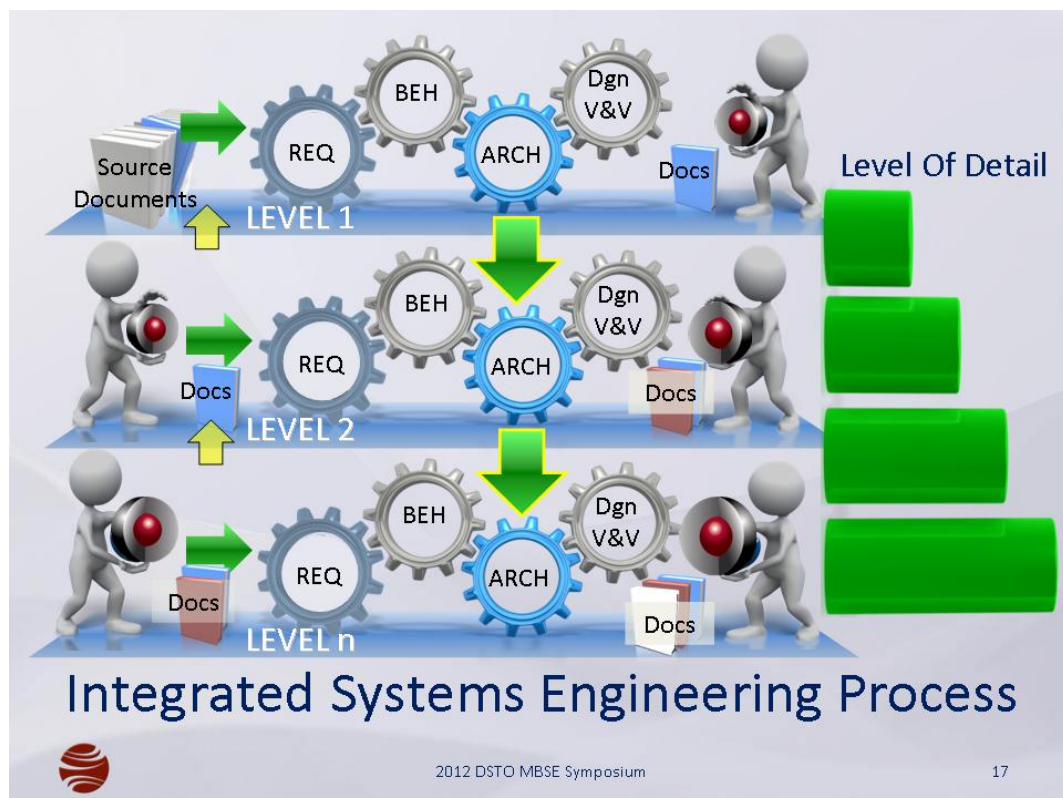 BEH
Dgn
V&V
REQ
ARCH
Source
Documents
Docs
Level Of Detail
LEVEL 1
BEH
Dgn
V&V
REQ
ARCH
Docs
Docs
LEVEL 2
BEH
Dgn
V&V
REQ
ARCH
Docs
Docs
LEVEL n
Integrated Systems Engineering Process
2012 DSTO MBSE Symposium
17